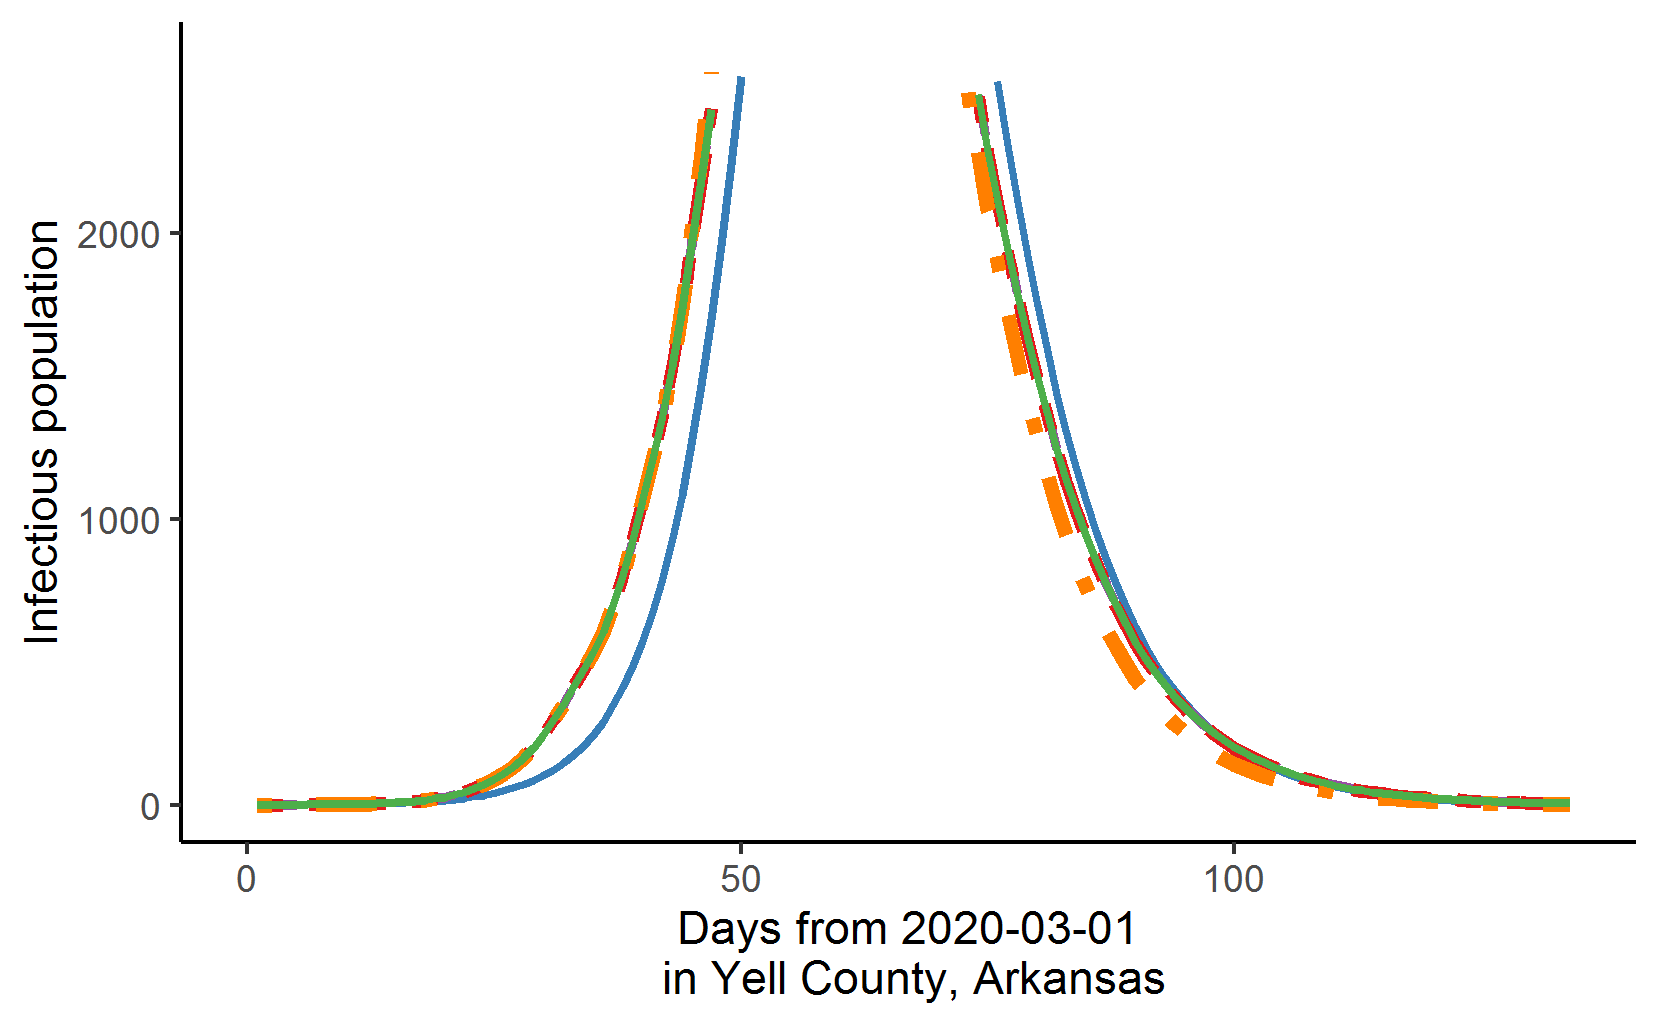 Infectious population
2000
1000
0
0 50 100
Days from 2020-03-01
in Yell County, Arkansas